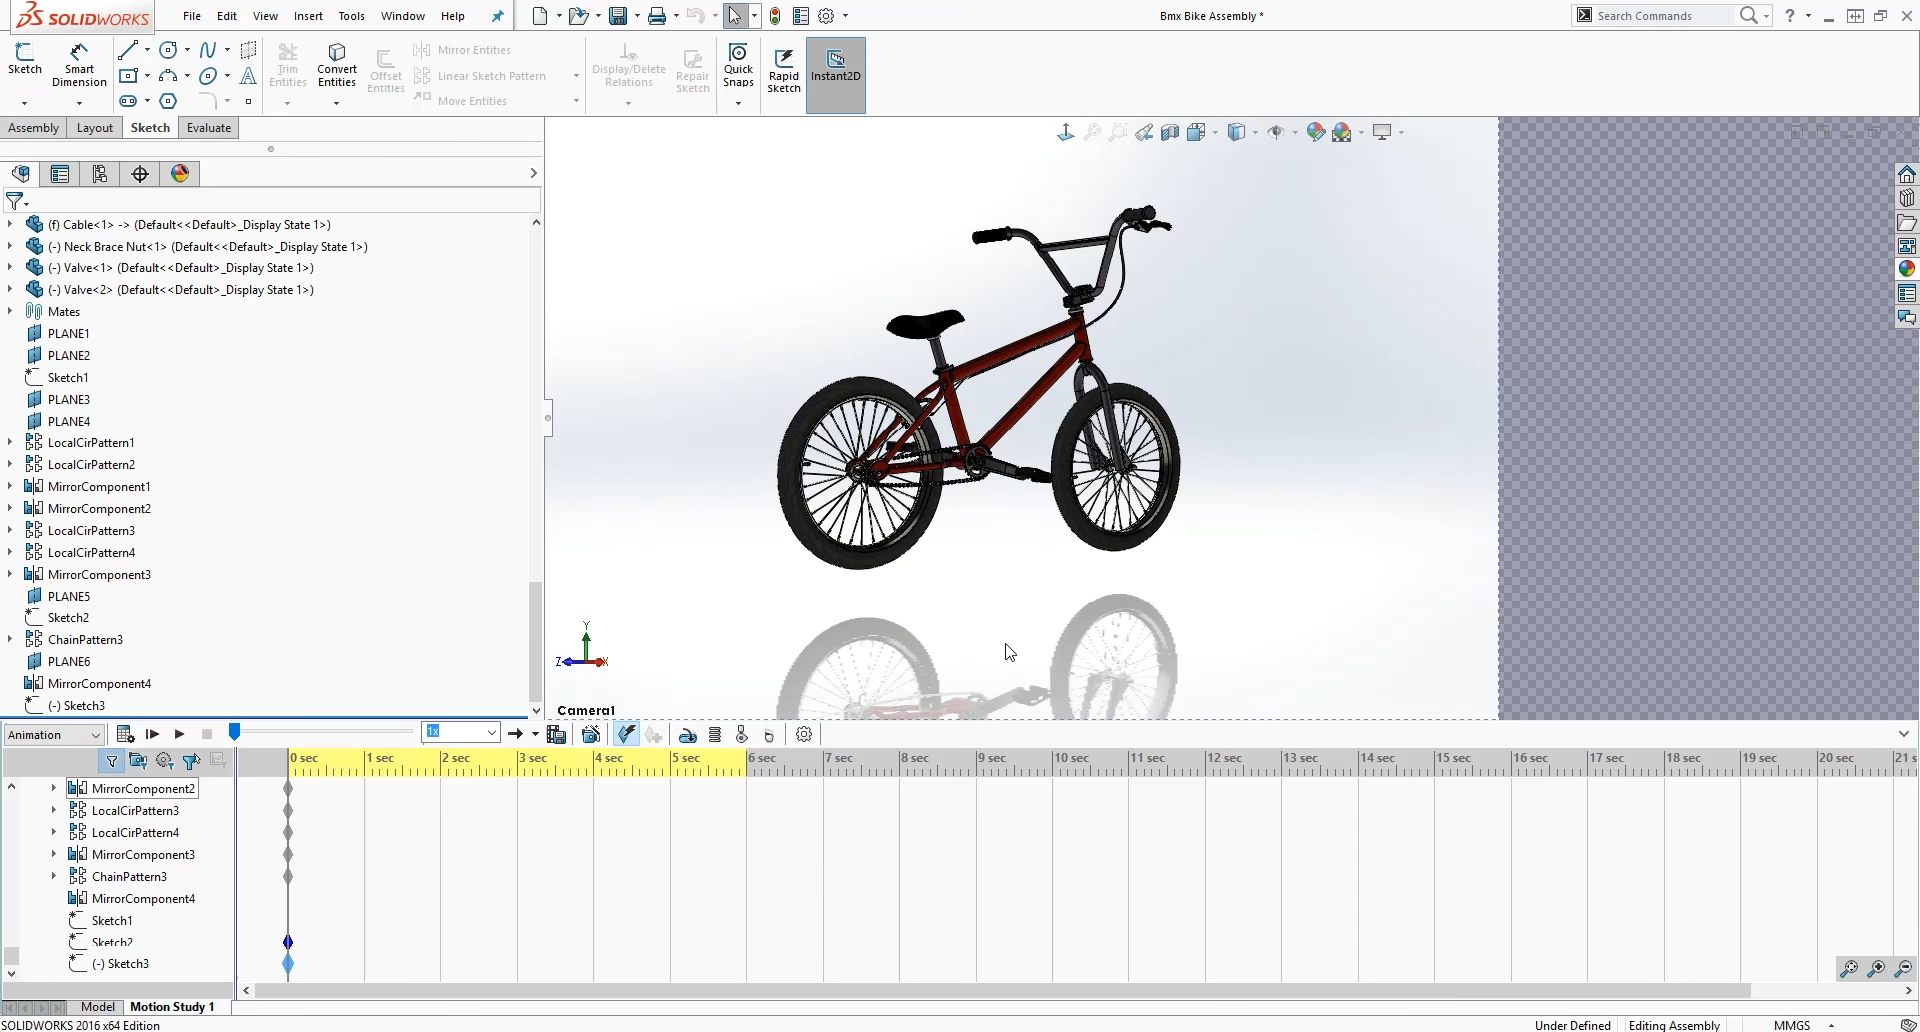 SOLIDWORKS File Edit View Insert Tools Window Help Bmx Bike Assembly * Search Commands ?
Sketch
Smart Dimension
Trim Entities
Convert Entities
Offset Entities
Mirror Entities
Linear Sketch Pattern
Move Entities
Display/Delete Relations
Repair Sketch
Quick Snaps
Rapid Sketch
Instant2D
Assembly Layout Sketch Evaluate
(f) Cable<1> -> (Default<<Default>_Display State 1>)
(-) Neck Brace Nut<1> (Default<<Default>_Display State 1>)
(-) Valve<1> (Default<<Default>_Display State 1>)
(-) Valve<2> (Default<<Default>_Display State 1>)
Mates
PLANE1
PLANE2
Sketch1
PLANE3
PLANE4
LocalCirPattern1
LocalCirPattern2
MirrorComponent1
MirrorComponent2
LocalCirPattern3
LocalCirPattern4
MirrorComponent3
PLANE5
Sketch2
ChainPattern3
PLANE6
MirrorComponent4
(-) Sketch3
Y
Z X
Camera1
Animation 1x
0 sec 1 sec 2 sec 3 sec 4 sec 5 sec 6 sec 7 sec 8 sec 9 sec 10 sec 11 sec 12 sec 13 sec 14 sec 15 sec 16 sec 17 sec 18 sec 19 sec 20 sec 21 s
MirrorComponent2
LocalCirPattern3
LocalCirPattern4
MirrorComponent3
ChainPattern3
MirrorComponent4
Sketch1
Sketch2
(-) Sketch3
Model Motion Study 1
SOLIDWORKS 2016 x64 Edition Under Defined Editing Assembly MMGS